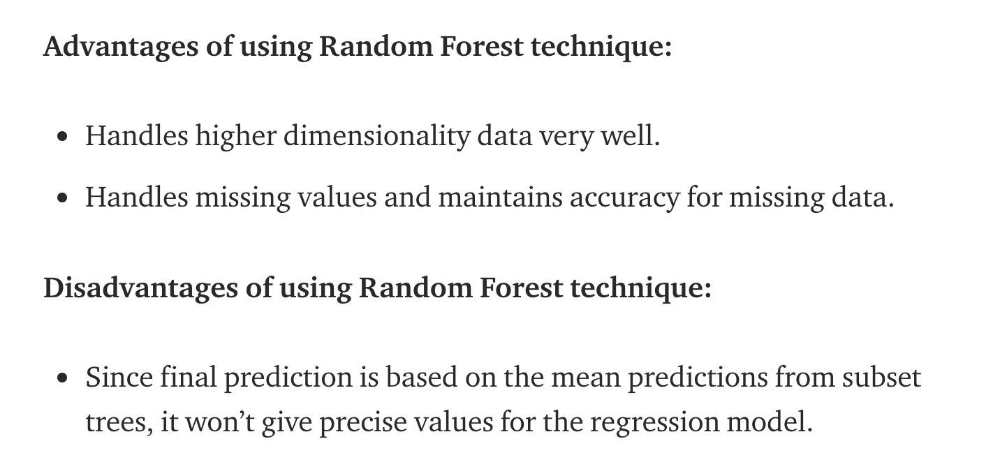 Advantages of using Random Forest technique:
• Handles higher dimensionality data very well.
• Handles missing values and maintains accuracy for missing data.
Disadvantages of using Random Forest technique:
• Since final prediction is based on the mean predictions from subset
trees, it won’t give precise values for the regression model.